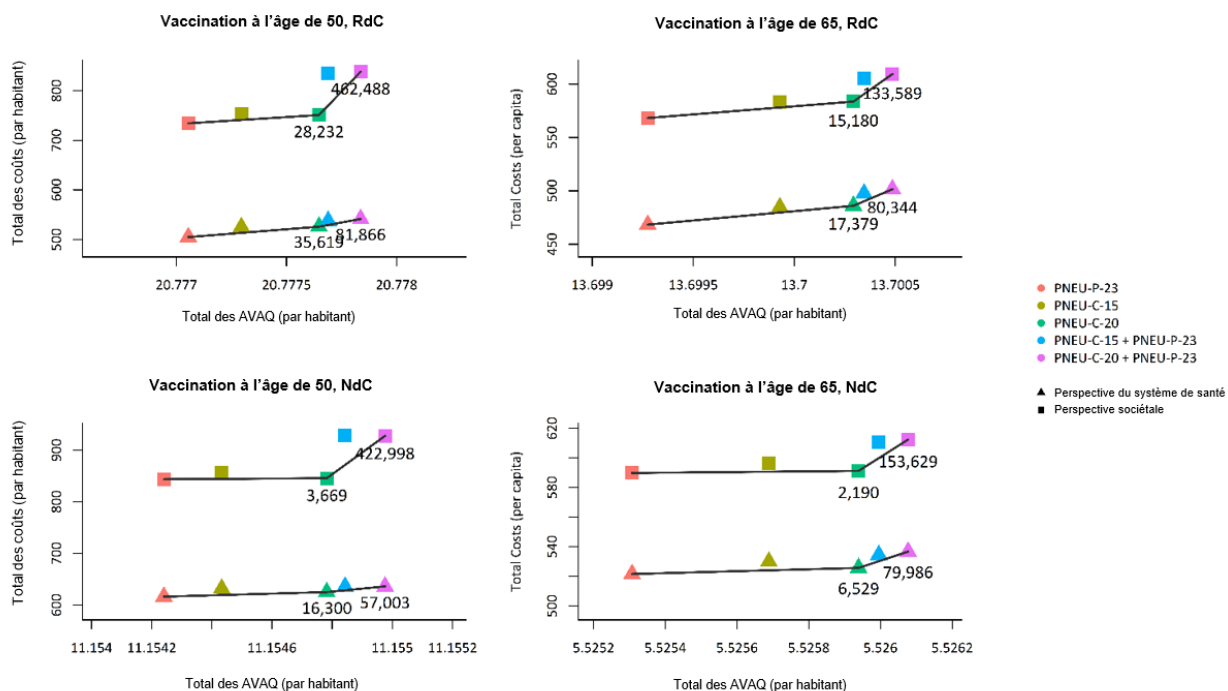 Vaccination à l’âge de 50, RdC
Total des coûts (par habitant)
800
700
600
500
462,488
28,232
35,619
81,866
20.777
20.7775
20.778
Total des AVAQ (par habitant)
Vaccination à l’âge de 65, RdC
Total Costs (per capita)
600
550
500
450
133,589
15,180
80,344
17,379
13.699
13.6995
13.7
13.7005
Total des AVAQ (par habitant)
PNEU-P-23
PNEU-C-15
PNEU-C-20
PNEU-C-15 + PNEU-P-23
PNEU-C-20 + PNEU-P-23
Perspective du système de santé
Perspective sociétale
Vaccination à l’âge de 50, NdC
Total des coûts (par habitant)
900
800
700
600
422,998
3,669
16,300
57,003
11.154
11.1542
11.1546
11.155
11.1552
Total des AVAQ (par habitant)
Vaccination à l’âge de 65, NdC
Total Costs (per capita)
620
580
540
500
153,629
2,190
79,986
6,529
5.5252
5.5254
5.5256
5.5258
5.526
5.5262
Total des AVAQ (par habitant)